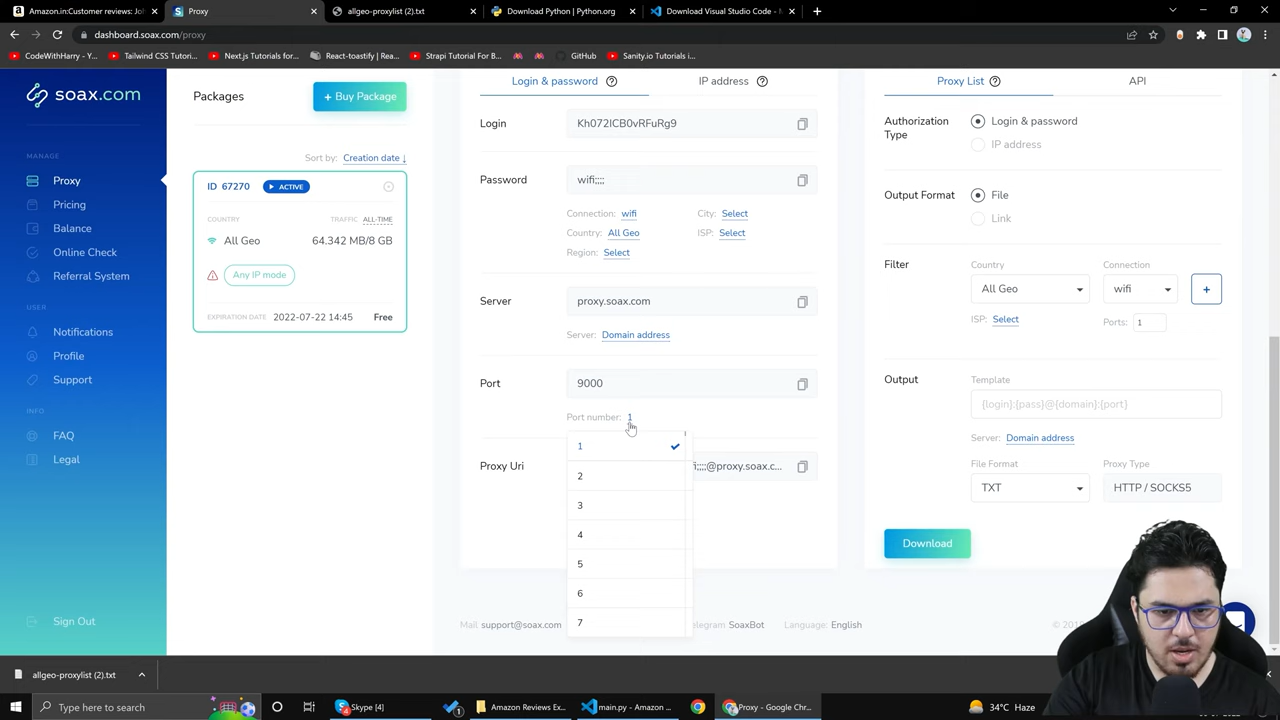 Amazon.in:Customer reviews: Jol
Proxy
allgeo-proxylist (2).txt
Download Python | Python.org
Download Visual Studio Code -
dashboard.soax.com/proxy
CodeWithHarry - Y...
Tailwind CSS Tutori...
Next.js Tutorials for...
React-toastify | Rea...
Strapi Tutorial For B...
GitHub
Sanity.io Tutorials i...
soax.com
MANAGE
Proxy
Pricing
Balance
Online Check
Referral System
USER
Notifications
Profile
Support
INFO
FAQ
Legal
Sign Out
Packages
+ Buy Package
Sort by: Creation date ↓
ID 67270 ACTIVE
COUNTRY TRAFFIC ALL-TIME
All Geo 64.342 MB/8 GB
Any IP mode
EXPIRATION DATE 2022-07-22 14:45 Free
Login & password IP address
Login Kh072ICB0vRFuRg9
Password wifi;;;;
Connection: wifi City: Select
Country: All Geo ISP: Select
Region: Select
Server proxy.soax.com
Server: Domain address
Port 9000
Port number: 1
1
2
3
4
5
6
7
Proxy Uri fi;;;;@proxy.soax.c...
Mail support@soax.com elegram SoaxBot Language: English © 20
Proxy List API
Authorization Type Login & password
IP address
Output Format File
Link
Filter Country Connection
All Geo wifi +
ISP: Select Ports: 1
Output Template
{login}:{pass}@{domain}:{port}
Server: Domain address
File Format Proxy Type
TXT HTTP / SOCKS5
Download
allgeo-proxylist (2).txt
Type here to search
Skype [4]
1
Amazon Reviews Ex...
main.py - Amazon ...
Proxy - Google Chr...
34°C Haze